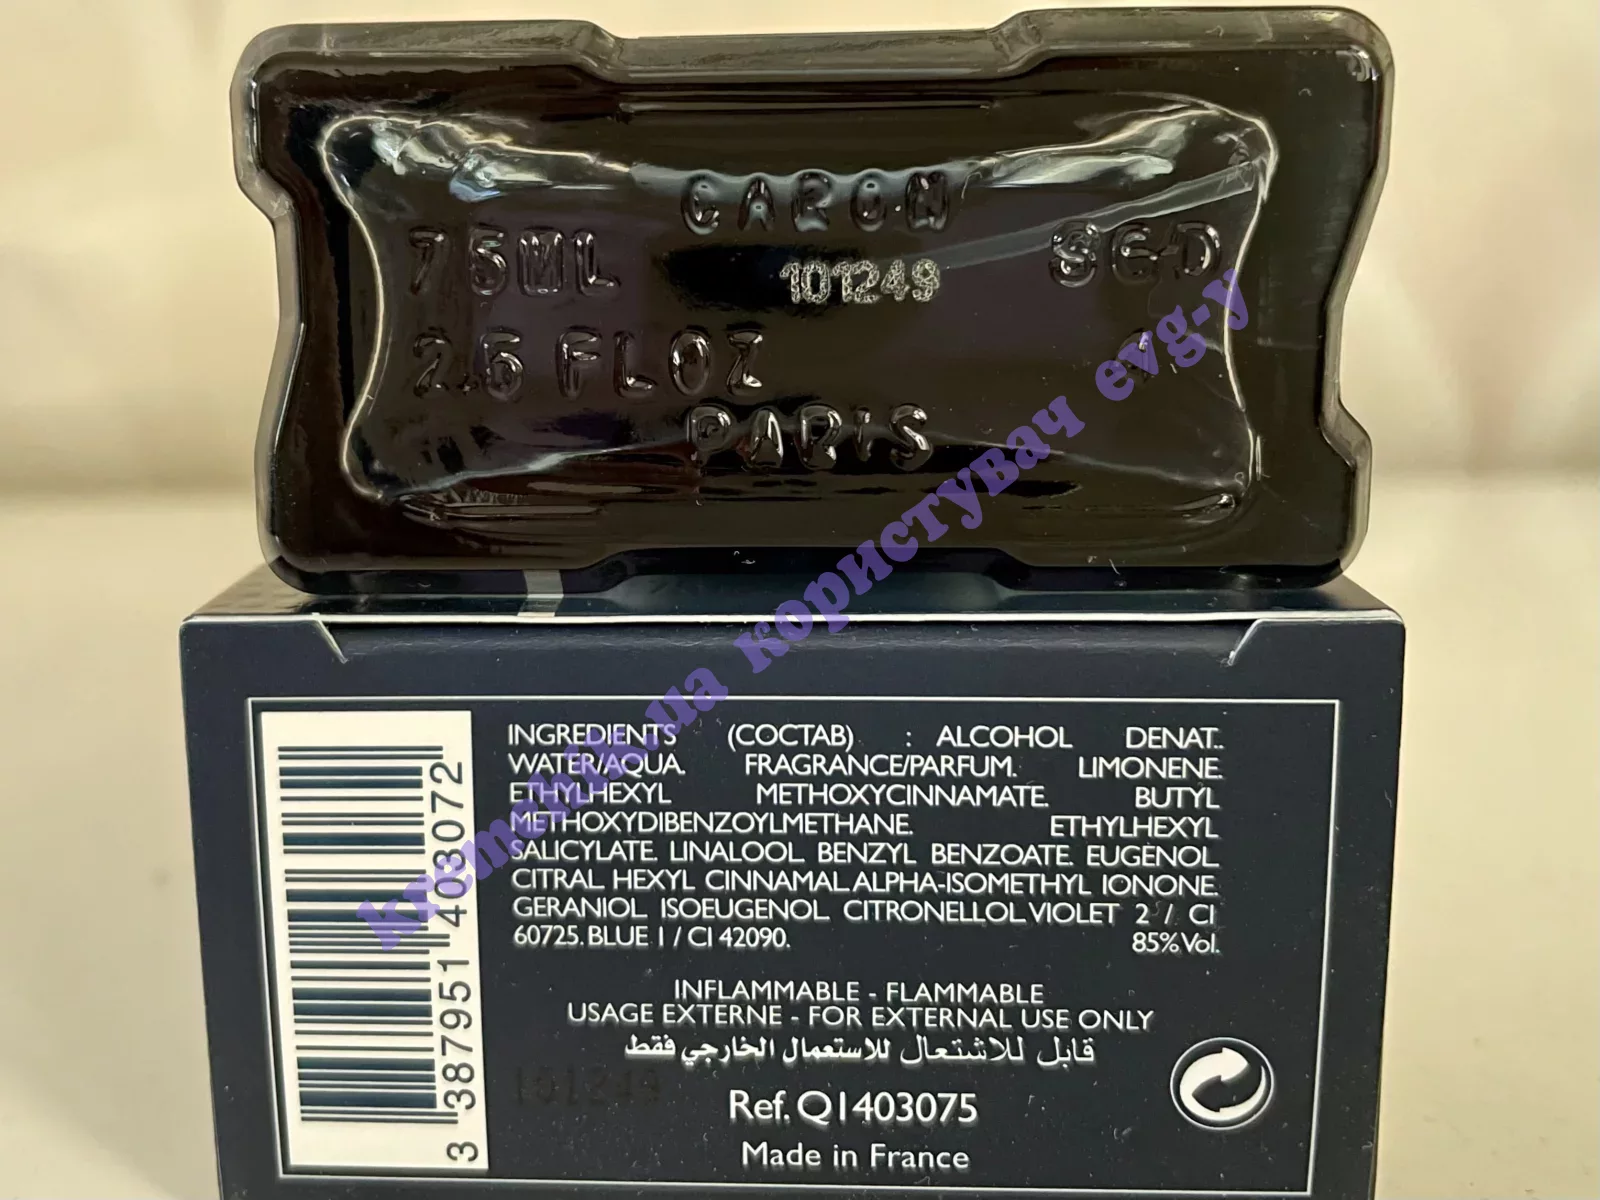 CARON
75ML
101249
SGD
2.5 FLOZ
4
PARIS
kremchik.ua користувач evg-y
3 387951 403072
INGREDIENTS (COCTAB) : ALCOHOL DENAT..
WATER/AQUA. FRAGRANCE/PARFUM. LIMONENE.
ETHYLHEXYL METHOXYCINNAMATE. BUTYL
METHOXYDIBENZOYLMETHANE. ETHYLHEXYL
SALICYLATE. LINALOOL. BENZYL BENZOATE. EUGENOL.
CITRAL. HEXYL CINNAMAL. ALPHA-ISOMETHYL IONONE.
GERANIOL. ISOEUGENOL. CITRONELLOL. VIOLET 2 / CI
60725. BLUE 1 / CI 42090. 85% Vol.
INFLAMMABLE - FLAMMABLE
USAGE EXTERNE - FOR EXTERNAL USE ONLY
قابل للاشتعال للاستعمال الخارجي فقط
101249
Ref. Q1403075
Made in France